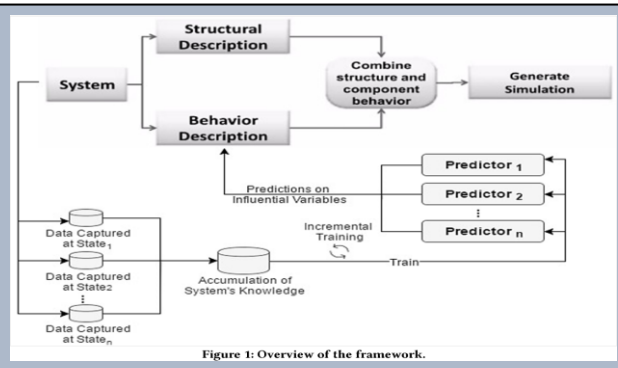 Structural
Description
System
Combine
structure and
component
behavior
Generate
Simulation
Behavior
Description
Predictions on
Influential Variables
Predictor 1
Predictor 2
⋮
Predictor n
Incremental
Training
Train
Data Captured
at State1
Data Captured
at State2
⋮
Data Captured
at Staten
Accumulation of
System's Knowledge
Figure 1: Overview of the framework.